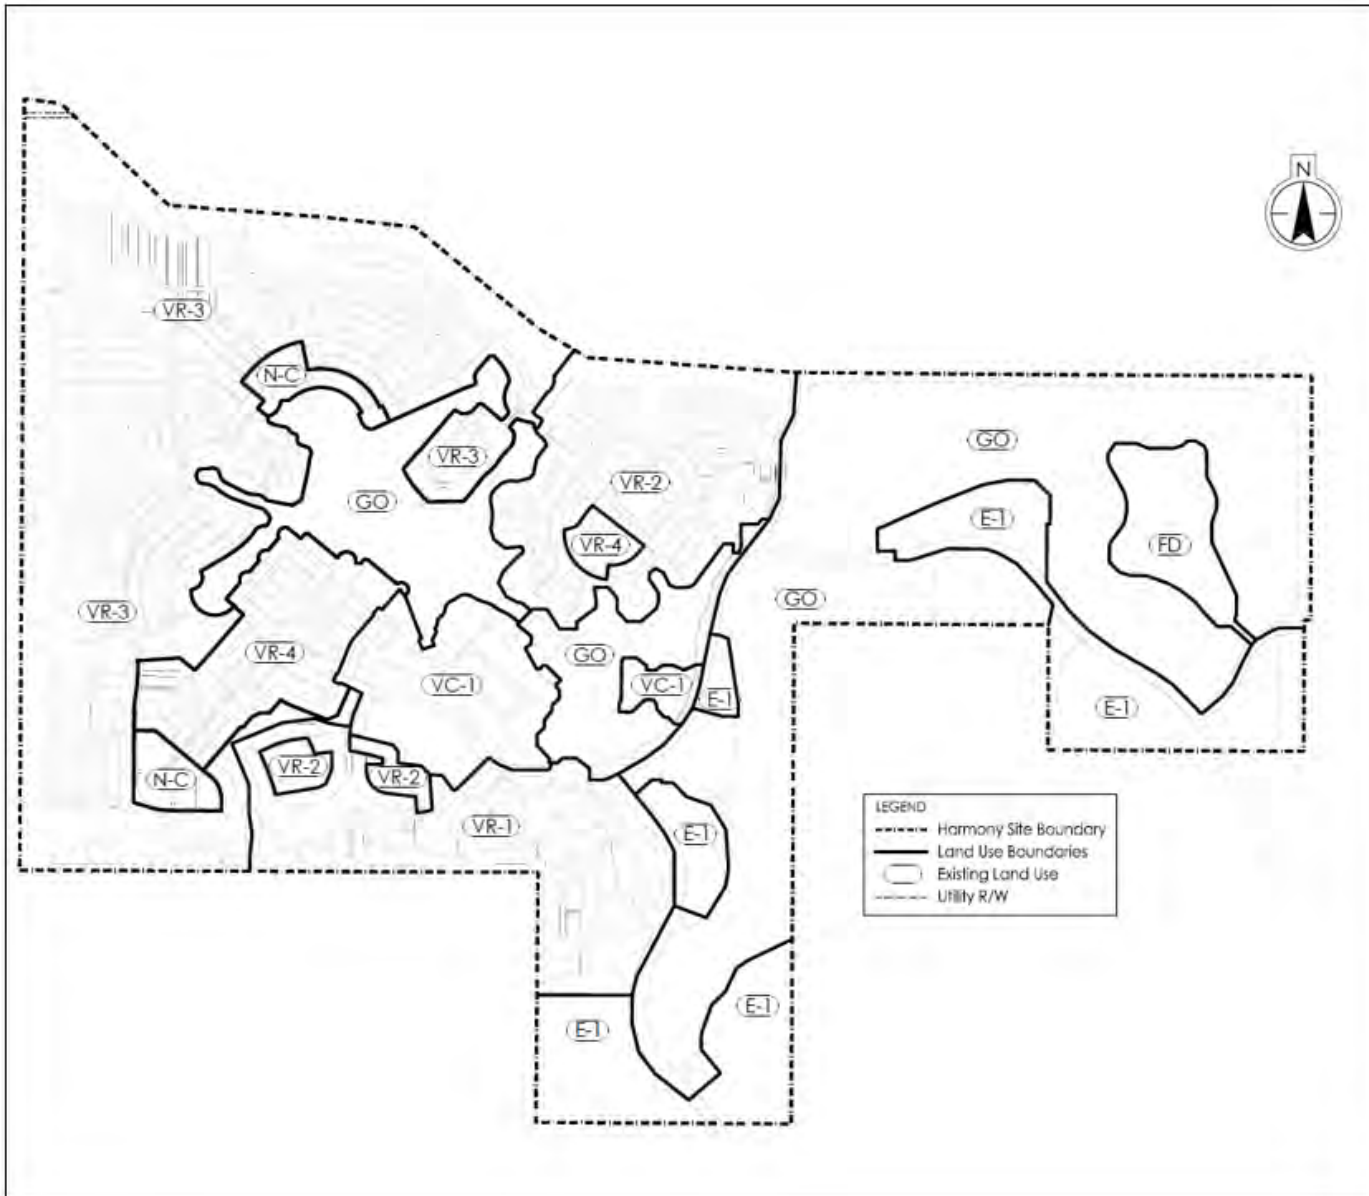 N
VR-3
N-C
GO
VR-3
VR-2
GO
E-1
VR-4
FD
GO
VR-3
VR-4
GO
VC-1
VC-1
E-1
E-1
N-C
VR-2
VR-2
VR-1
E-1
LEGEND
Harmony Site Boundary
Land Use Boundaries
Existing Land Use
Utility R/W
E-1
E-1